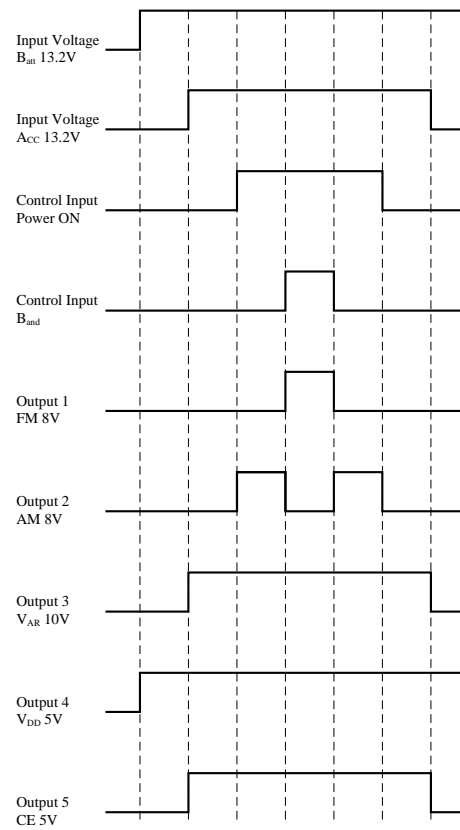 Input Voltage
Batt 13.2V
Input Voltage
ACC 13.2V
Control Input
Power ON
Control Input
Band
Output 1
FM 8V
Output 2
AM 8V
Output 3
VAR 10V
Output 4
VDD 5V
Output 5
CE 5V